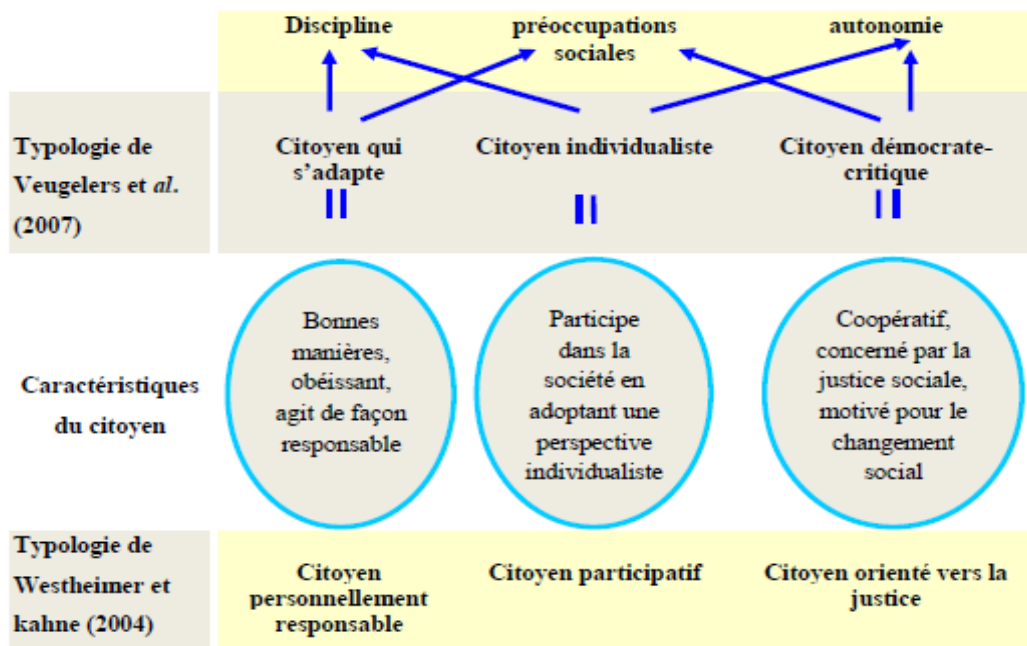 Discipline
préoccupations
sociales
autonomie
Typologie de
Veugelers et al.
(2007)
Citoyen qui
s'adapte
Citoyen individualiste
Citoyen démocrate-
critique
Caractéristiques
du citoyen
Bonnes
manières,
obéissant,
agit de façon
responsable
Participe
dans la
société en
adoptant une
perspective
individualiste
Coopératif,
concerné par la
justice sociale,
motivé pour le
changement
social
Typologie de
Westheimer et
kahne (2004)
Citoyen
personnellement
responsable
Citoyen participatif
Citoyen orienté vers la
justice